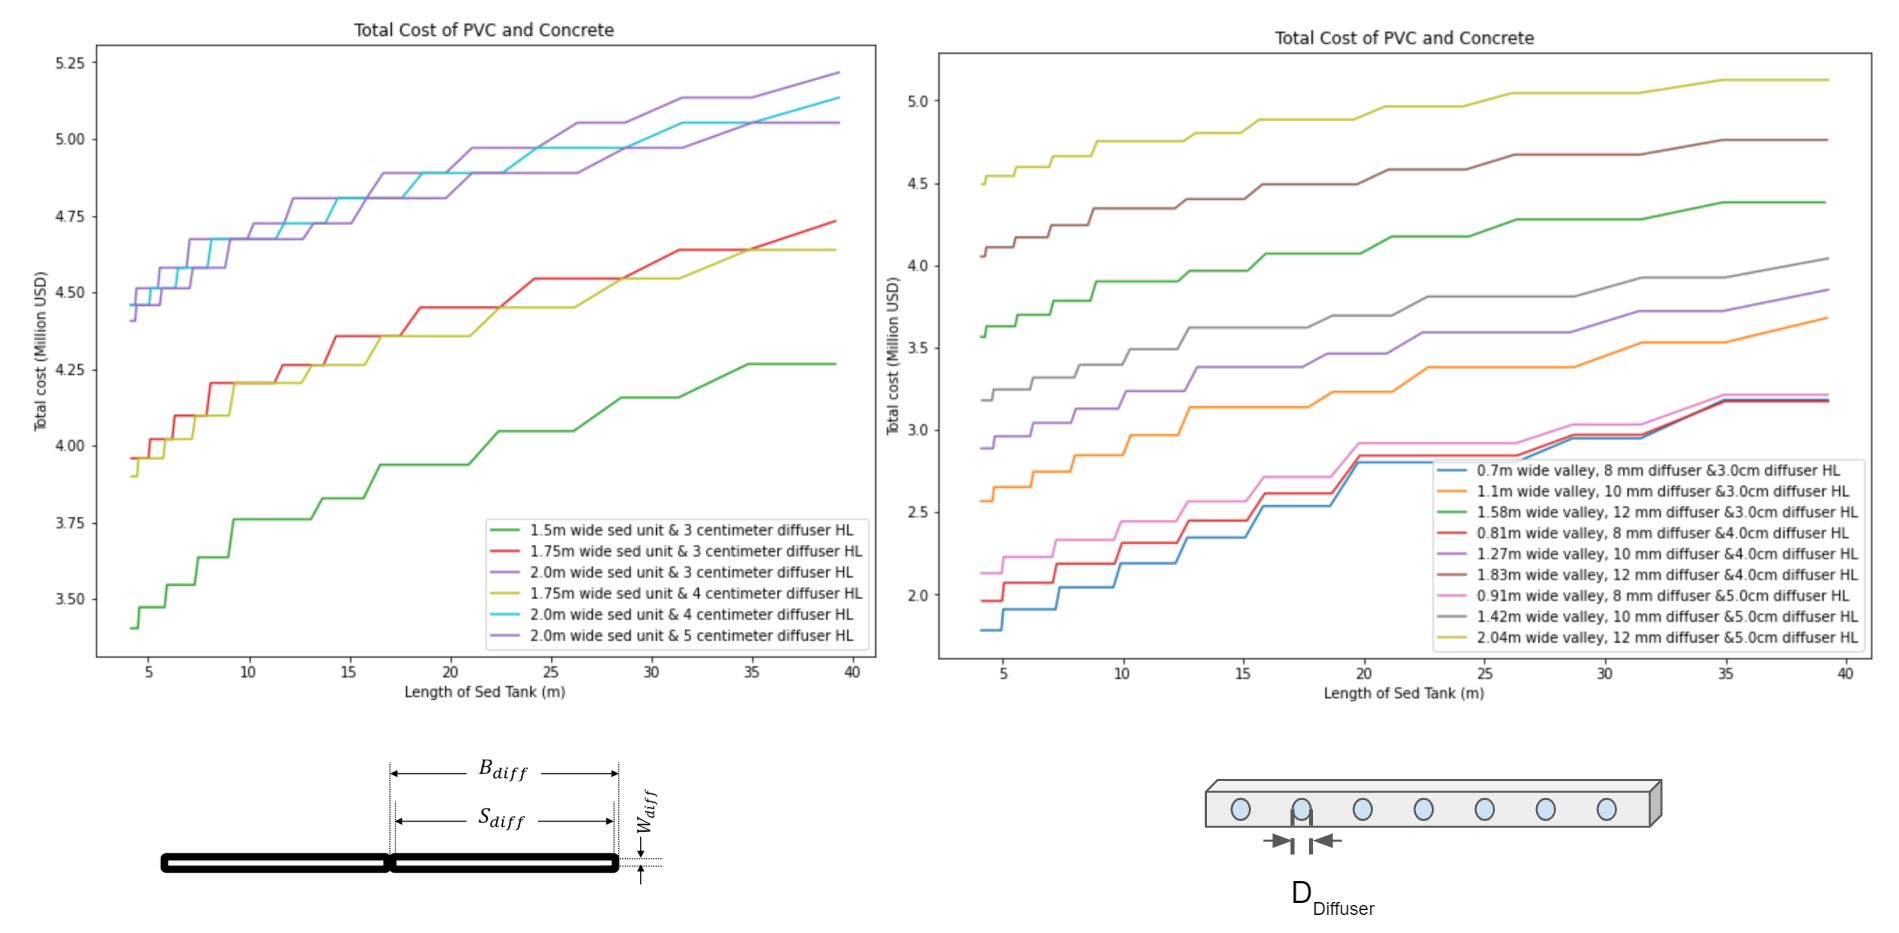 Total Cost of PVC and Concrete
5.25
5.00
4.75
4.50
4.25
4.00
3.75
3.50
Total cost (Million USD)
1.5m wide sed unit & 3 centimeter diffuser HL
1.75m wide sed unit & 3 centimeter diffuser HL
2.0m wide sed unit & 3 centimeter diffuser HL
1.75m wide sed unit & 4 centimeter diffuser HL
2.0m wide sed unit & 4 centimeter diffuser HL
2.0m wide sed unit & 5 centimeter diffuser HL
5 10 15 20 25 30 35 40
Length of Sed Tank (m)
Total Cost of PVC and Concrete
5.0
4.5
4.0
3.5
3.0
2.5
2.0
Total cost (Million USD)
0.7m wide valley, 8 mm diffuser &3.0cm diffuser HL
1.1m wide valley, 10 mm diffuser &3.0cm diffuser HL
1.58m wide valley, 12 mm diffuser &3.0cm diffuser HL
0.81m wide valley, 8 mm diffuser &4.0cm diffuser HL
1.27m wide valley, 10 mm diffuser &4.0cm diffuser HL
1.83m wide valley, 12 mm diffuser &4.0cm diffuser HL
0.91m wide valley, 8 mm diffuser &5.0cm diffuser HL
1.42m wide valley, 10 mm diffuser &5.0cm diffuser HL
2.04m wide valley, 12 mm diffuser &5.0cm diffuser HL
5 10 15 20 25 30 35 40
Length of Sed Tank (m)
B diff
S diff
W diff
D Diffuser